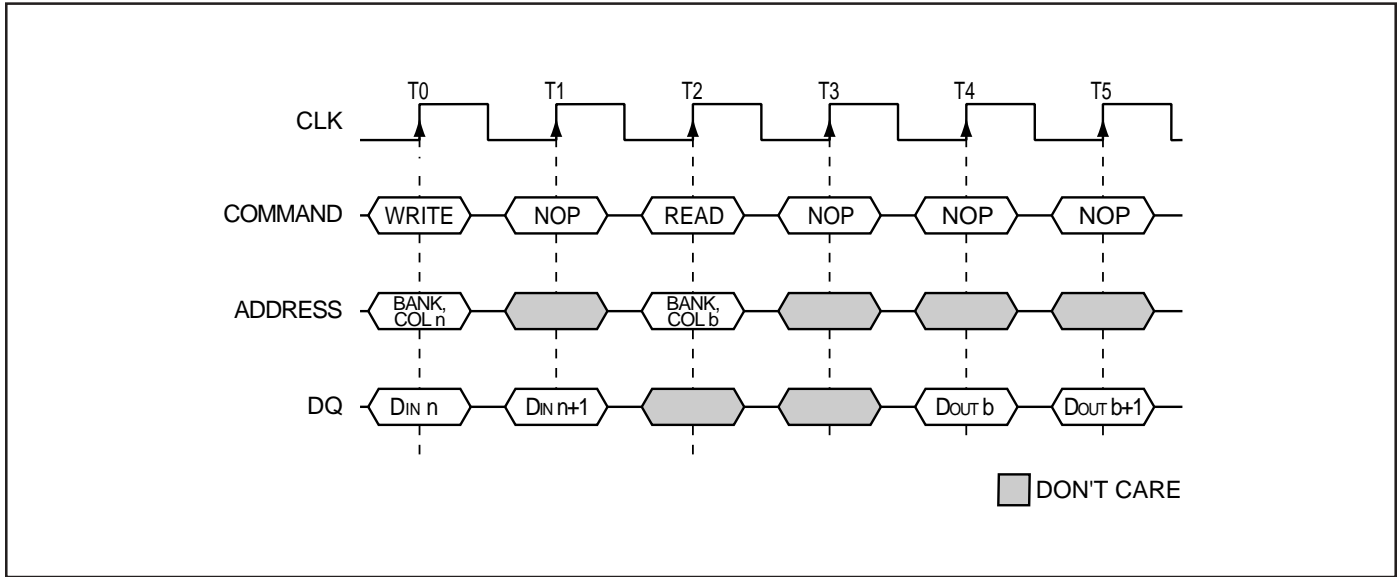 T0 T1 T2 T3 T4 T5
CLK
COMMAND WRITE NOP READ NOP NOP NOP
ADDRESS BANK, COL n BANK, COL b
DQ DIN n DIN n+1 DOUT b DOUT b+1
DON'T CARE